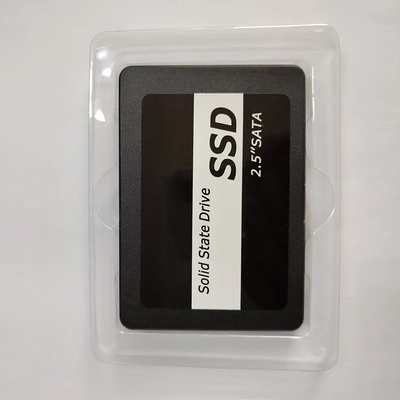 Solid State Drive SSD
2.5"SATA